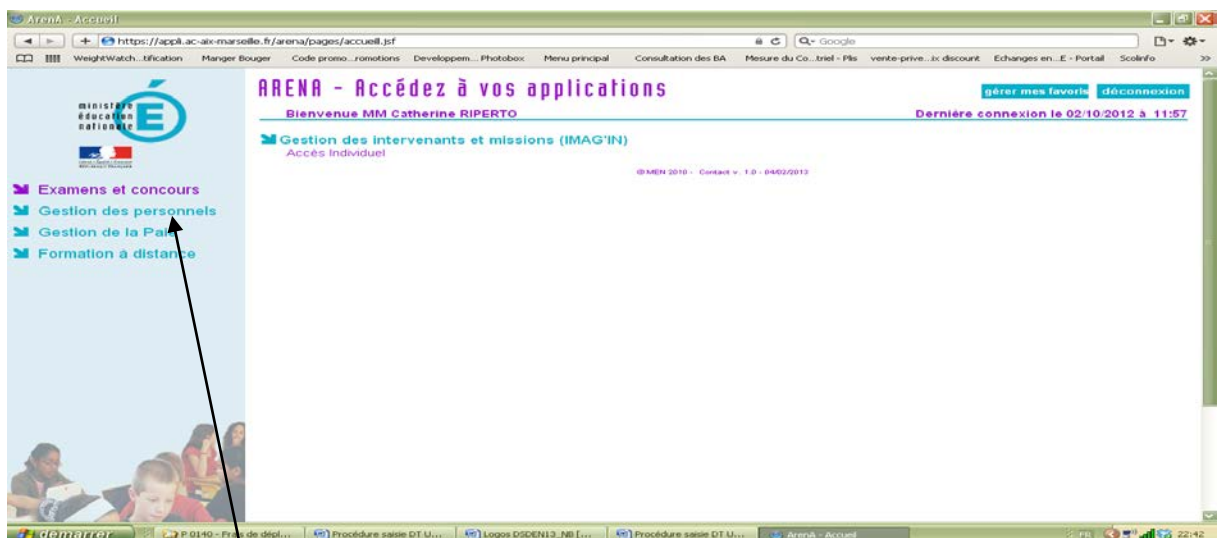 ArenA - Accueil
https://appli.ac-aix-marseille.fr/arena/pages/accueil.jsf
Google
WeightWatch...tification Manger Bouger Code promo...romotions Developpem... Photobox Menu principal Consultation des BA Mesure du Co...triel - Plis vente-prive...ix discount Echanges en...E - Portail ScolInfo
ministère
éducation
nationale
ARENA - Accédez à vos applications
gérer mes favoris déconnexion
Bienvenue MM Catherine RIPERTO
Dernière connexion le 02/10/2012 à 11:57
Gestion des intervenants et missions (IMAG'IN)
Accès Individuel
@ MEN 2010 - Contact v. 1.0 - 04/02/2013
Examens et concours
Gestion des personnels
Gestion de la Paie
Formation à distance
démarrer P 0140 - Frais de dépl... Procédure saisie DT U... Logos DSDEN13_NB [... Procédure saisie DT U... ArenA - Accueil FR 22:42